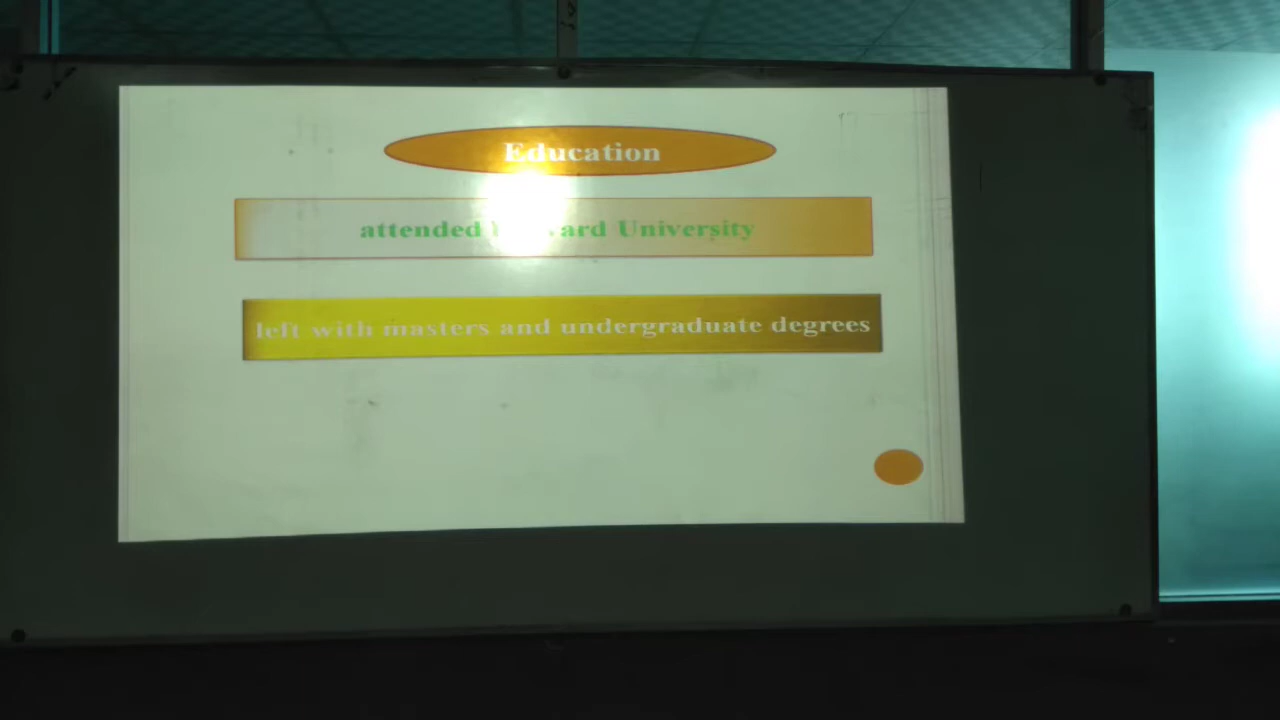 Education
attended University
left with masters and undergraduate degrees